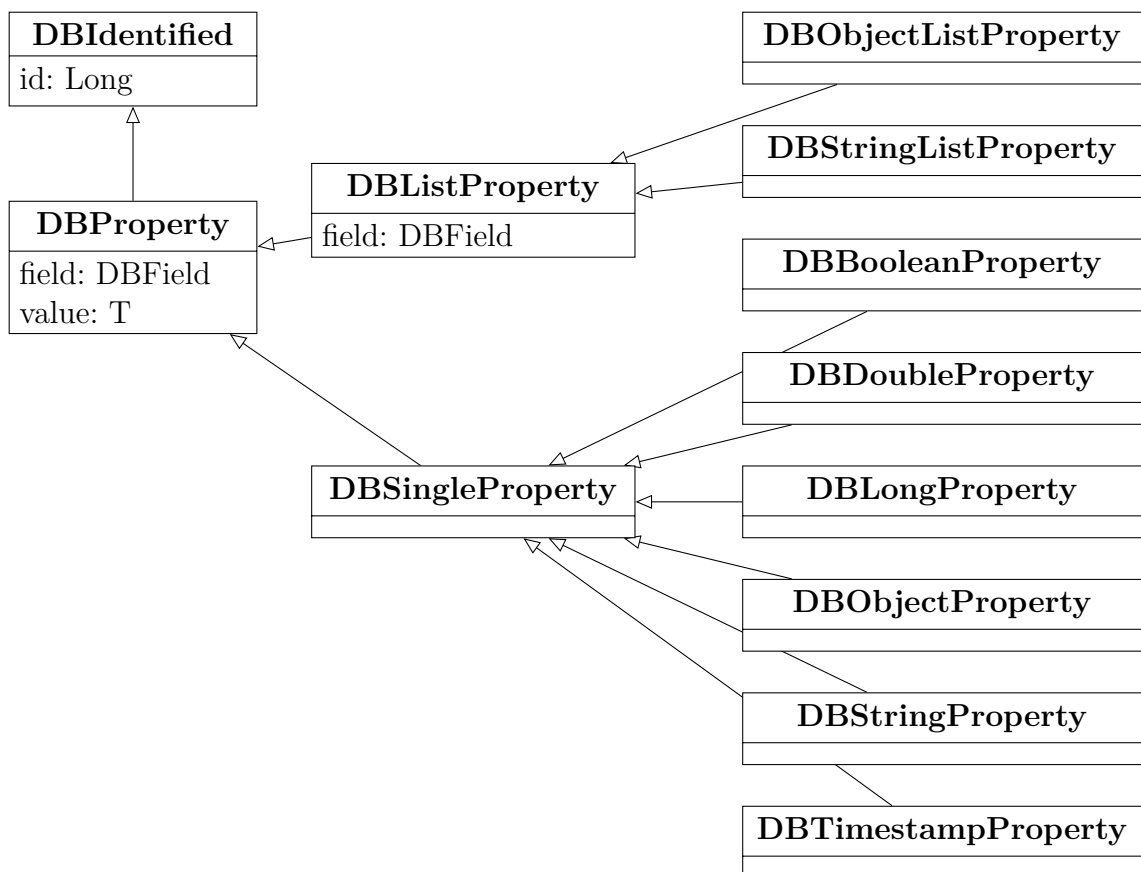 DBIdentified
id: Long
DBProperty
field: DBField
value: T
DBListProperty
field: DBField
DBSingleProperty
DBObjectListProperty
DBStringListProperty
DBBooleanProperty
DBDoubleProperty
DBLongProperty
DBObjectProperty
DBStringProperty
DBTimestampProperty